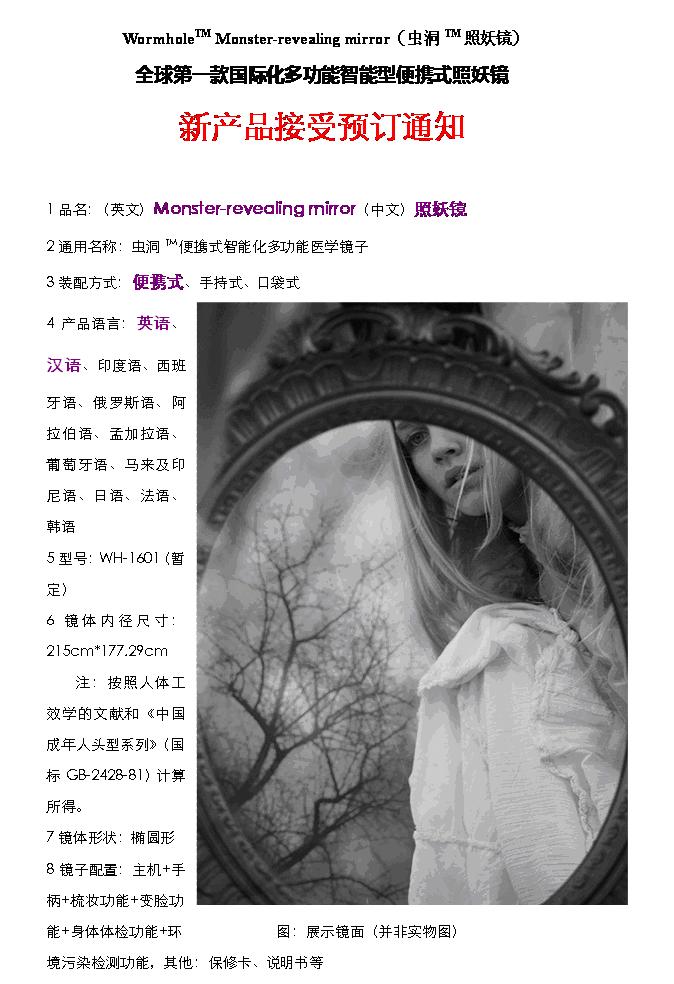 Wormhole™ Monster-revealing mirror（虫洞™照妖镜）
全球第一款国际化多功能智能型便携式照妖镜
新产品接受预订通知
1 品名：（英文）Monster-revealing mirror（中文）照妖镜
2 通用名称：虫洞™便携式智能化多功能医学镜子
3 装配方式：便携式、手持式、口袋式
4 产品语言：英语、
汉语、印度语、西班
牙语、俄罗斯语、阿
拉伯语、孟加拉语、
葡萄牙语、马来及印
尼语、日语、法语、
韩语
5 型号：WH-1601（暂
定）
6 镜体内径尺寸：
215cm*177.29cm
注：按照人体工
效学的文献和《中国
成年人头型系列》（国
标 GB-2428-81）计算
所得。
7 镜体形状：椭圆形
8 镜子配置：主机+手
柄+梳妆功能+变脸功
能+身体体检功能+环
境污染检测功能，其他：保修卡、说明书等
图：展示镜面（并非实物图）